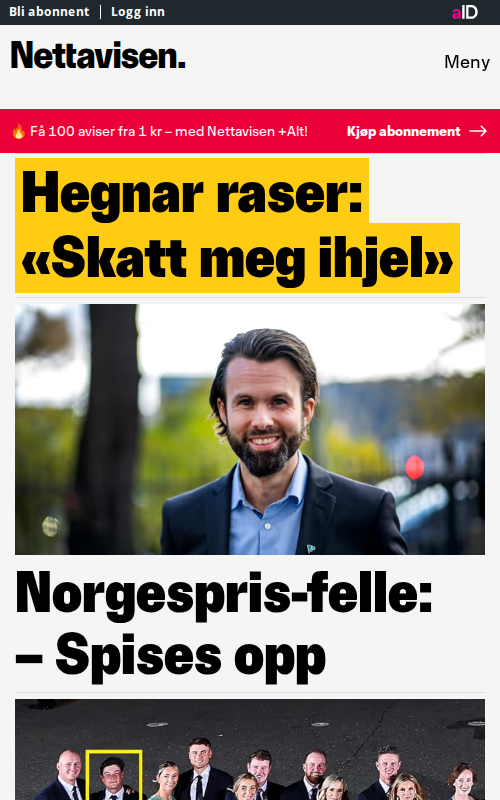 Bli abonnent | Logg inn
aID
Nettavisen.
Meny
🔥 Få 100 aviser fra 1 kr – med Nettavisen +Alt!
Kjøp abonnement →
Hegnar raser:
«Skatt meg ihjel»
Norgespris-felle:
– Spises opp